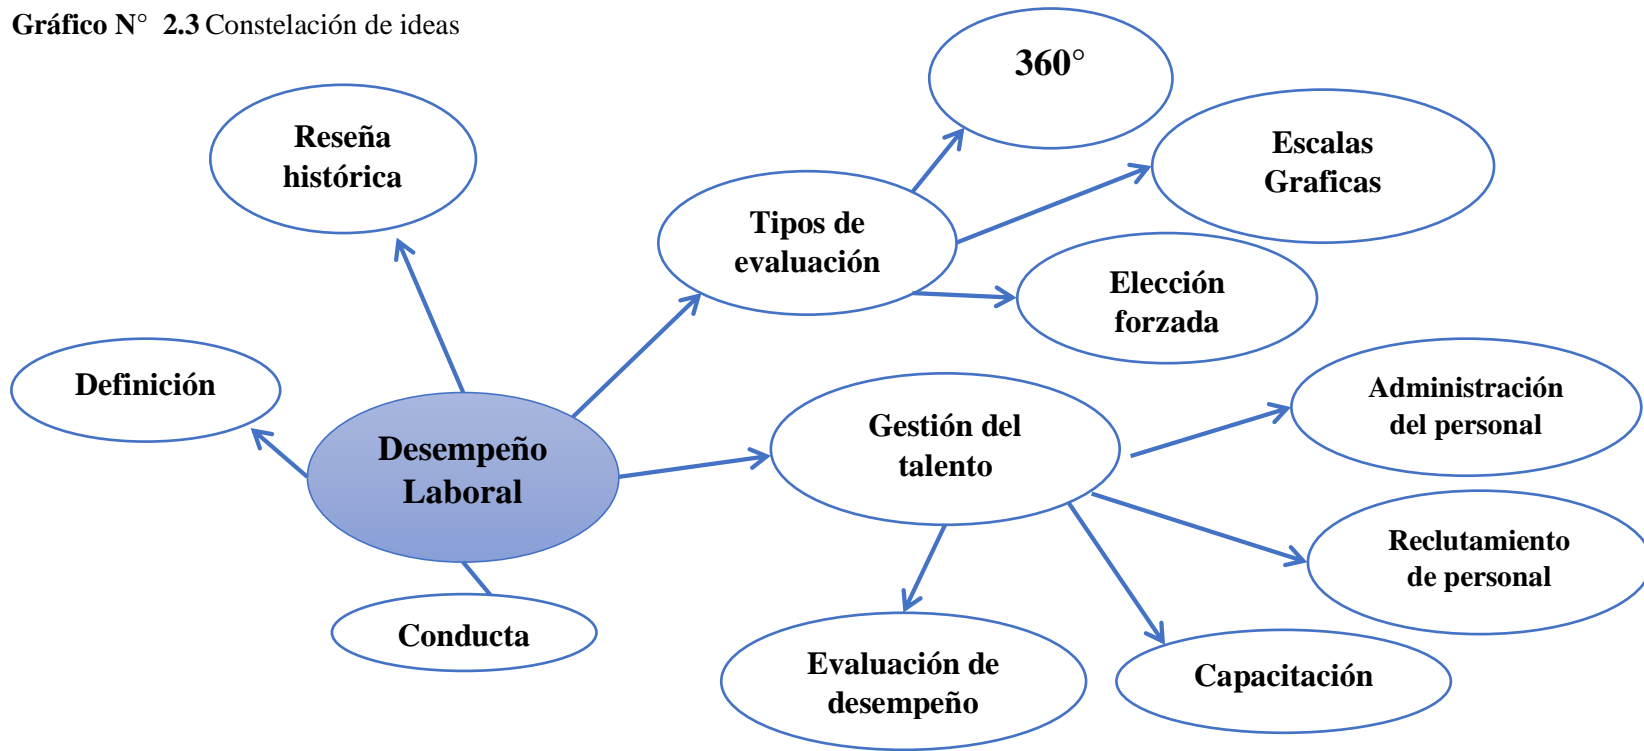 Gráfico N° 2.3 Constelación de ideas
360°
Reseña
histórica
Escalas
Graficas
Tipos de
evaluación
Elección
forzada
Definición
Administración
del personal
Gestión del
talento
Desempeño
Laboral
Reclutamiento
de personal
Conducta
Evaluación de
desempeño
Capacitación